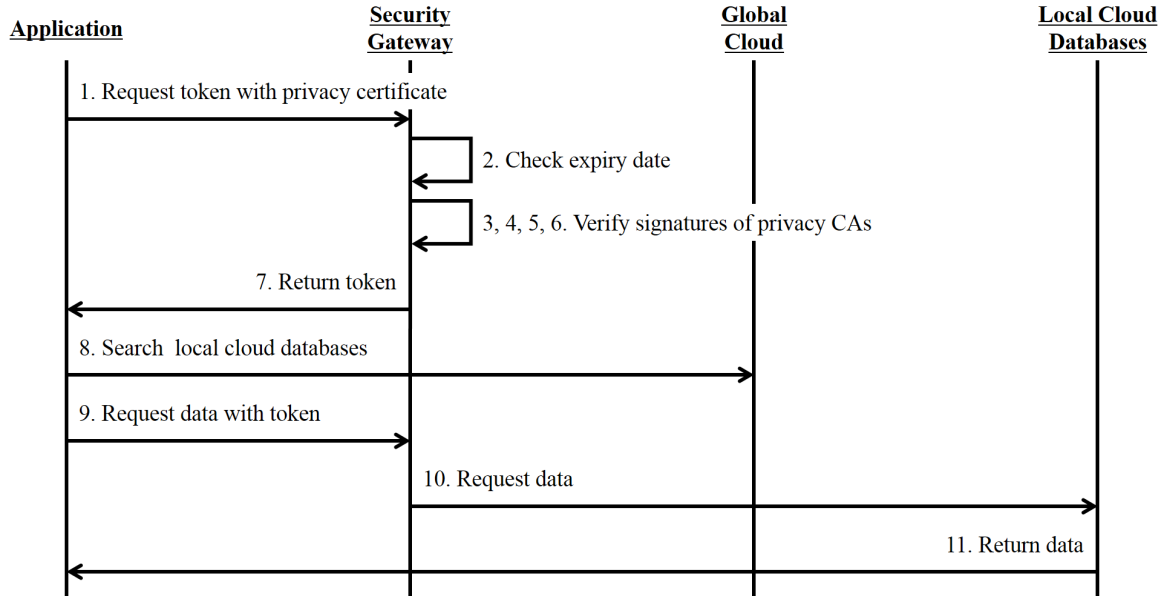 Application
Security
Gateway
Global
Cloud
Local Cloud
Databases
1. Request token with privacy certificate
2. Check expiry date
3, 4, 5, 6. Verify signatures of privacy CAs
7. Return token
8. Search local cloud databases
9. Request data with token
10. Request data
11. Return data